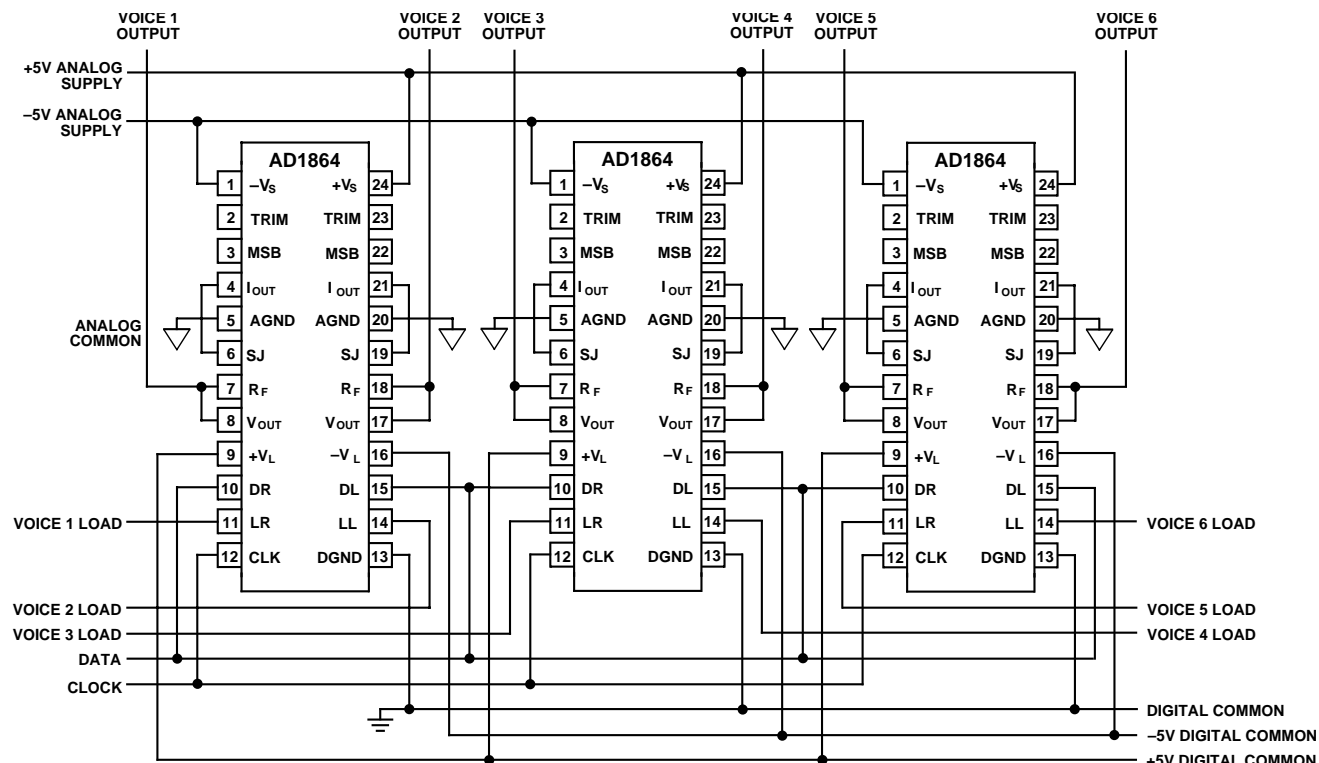 VOICE 1
OUTPUT
VOICE 2
OUTPUT
VOICE 3
OUTPUT
VOICE 4
OUTPUT
VOICE 5
OUTPUT
VOICE 6
OUTPUT
+5V ANALOG
SUPPLY
–5V ANALOG
SUPPLY
ANALOG
COMMON
AD1864
1 –VS +VS 24
2 TRIM TRIM 23
3 MSB MSB 22
4 IOUT IOUT 21
5 AGND AGND 20
6 SJ SJ 19
7 RF RF 18
8 VOUT VOUT 17
9 +VL –VL 16
10 DR DL 15
11 LR LL 14
12 CLK DGND 13
AD1864
1 –VS +VS 24
2 TRIM TRIM 23
3 MSB MSB 22
4 IOUT IOUT 21
5 AGND AGND 20
6 SJ SJ 19
7 RF RF 18
8 VOUT VOUT 17
9 +VL –VL 16
10 DR DL 15
11 LR LL 14
12 CLK DGND 13
AD1864
1 –VS +VS 24
2 TRIM TRIM 23
3 MSB MSB 22
4 IOUT IOUT 21
5 AGND AGND 20
6 SJ SJ 19
7 RF RF 18
8 VOUT VOUT 17
9 +VL –VL 16
10 DR DL 15
11 LR LL 14
12 CLK DGND 13
VOICE 1 LOAD
VOICE 2 LOAD
VOICE 3 LOAD
DATA
CLOCK
VOICE 6 LOAD
VOICE 5 LOAD
VOICE 4 LOAD
DIGITAL COMMON
–5V DIGITAL COMMON
+5V DIGITAL COMMON